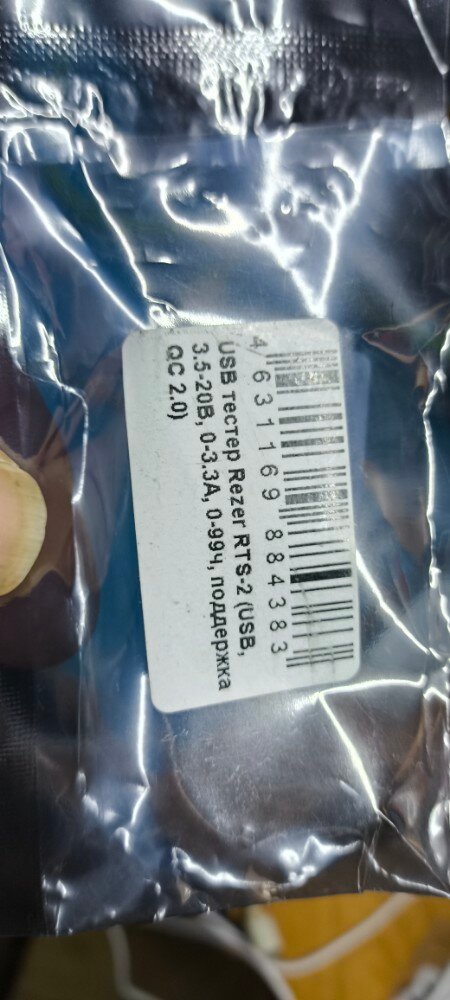 4 631169 884383
USB тестер Rezer RTS-2 (USB,
3.5-20В, 0-3.3А, 0-99ч, поддержка
QC 2.0)